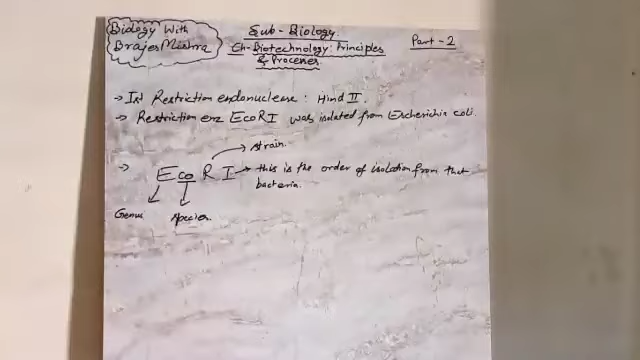 Biology With
Brajes Mishra
Sub - Biology
Ch - Biotechnology: Principles
& Processes
Part - 2
→ Ist Restriction endonuclease : Hind II.
→ Restriction enz EcoRI was isolated from Escherichia coli.
→ strain.
→ Eco R I → this is the order of isolation from that
bacteria.
Genus species.